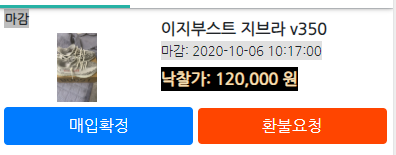 마감
이지부스트 지브라 v350
마감: 2020-10-06 10:17:00
낙찰가: 120,000 원
매입확정
환불요청